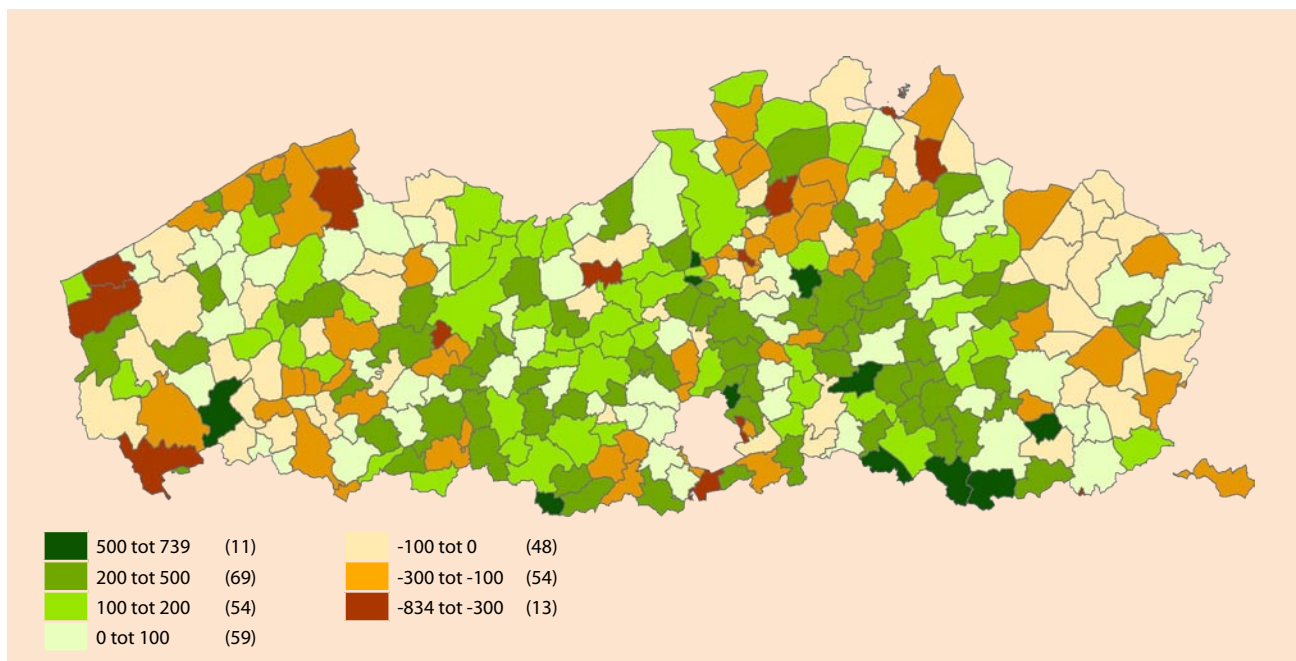 500 tot 739 (11)
200 tot 500 (69)
100 tot 200 (54)
0 tot 100 (59)
-100 tot 0 (48)
-300 tot -100 (54)
-834 tot -300 (13)